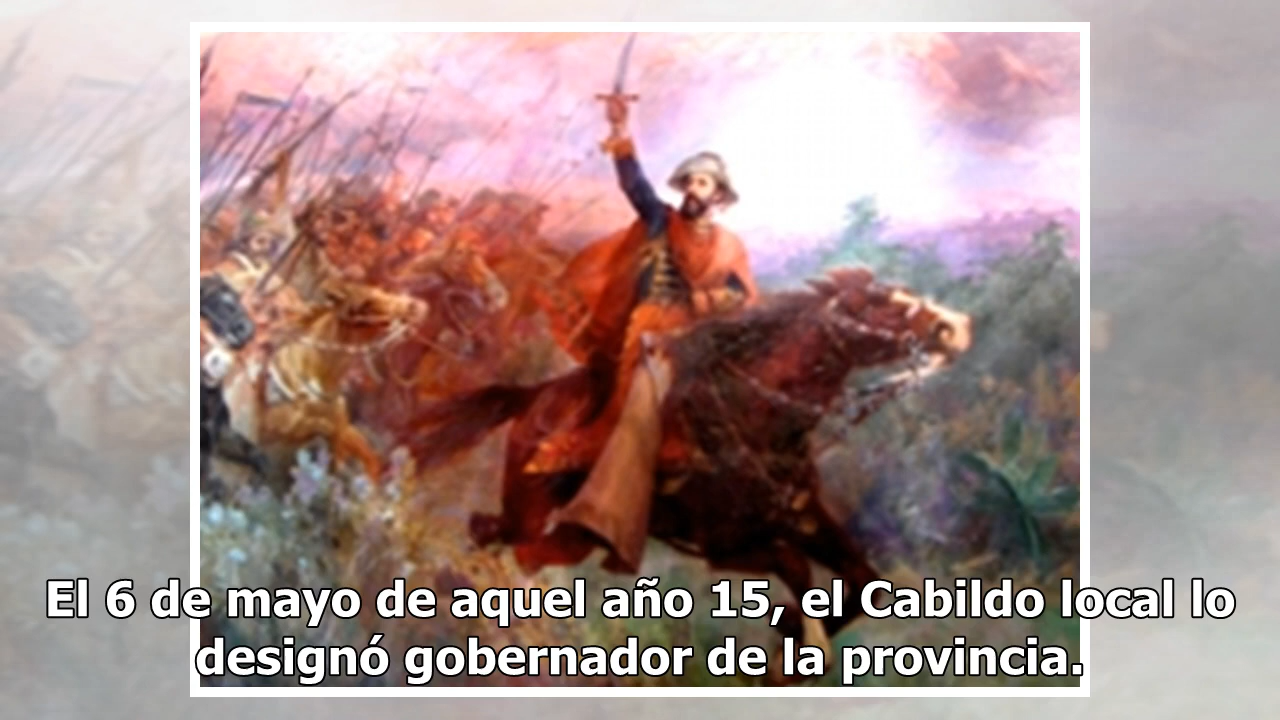 El 6 de mayo de aquel año 15, el Cabildo local lo
designó gobernador de la provincia.